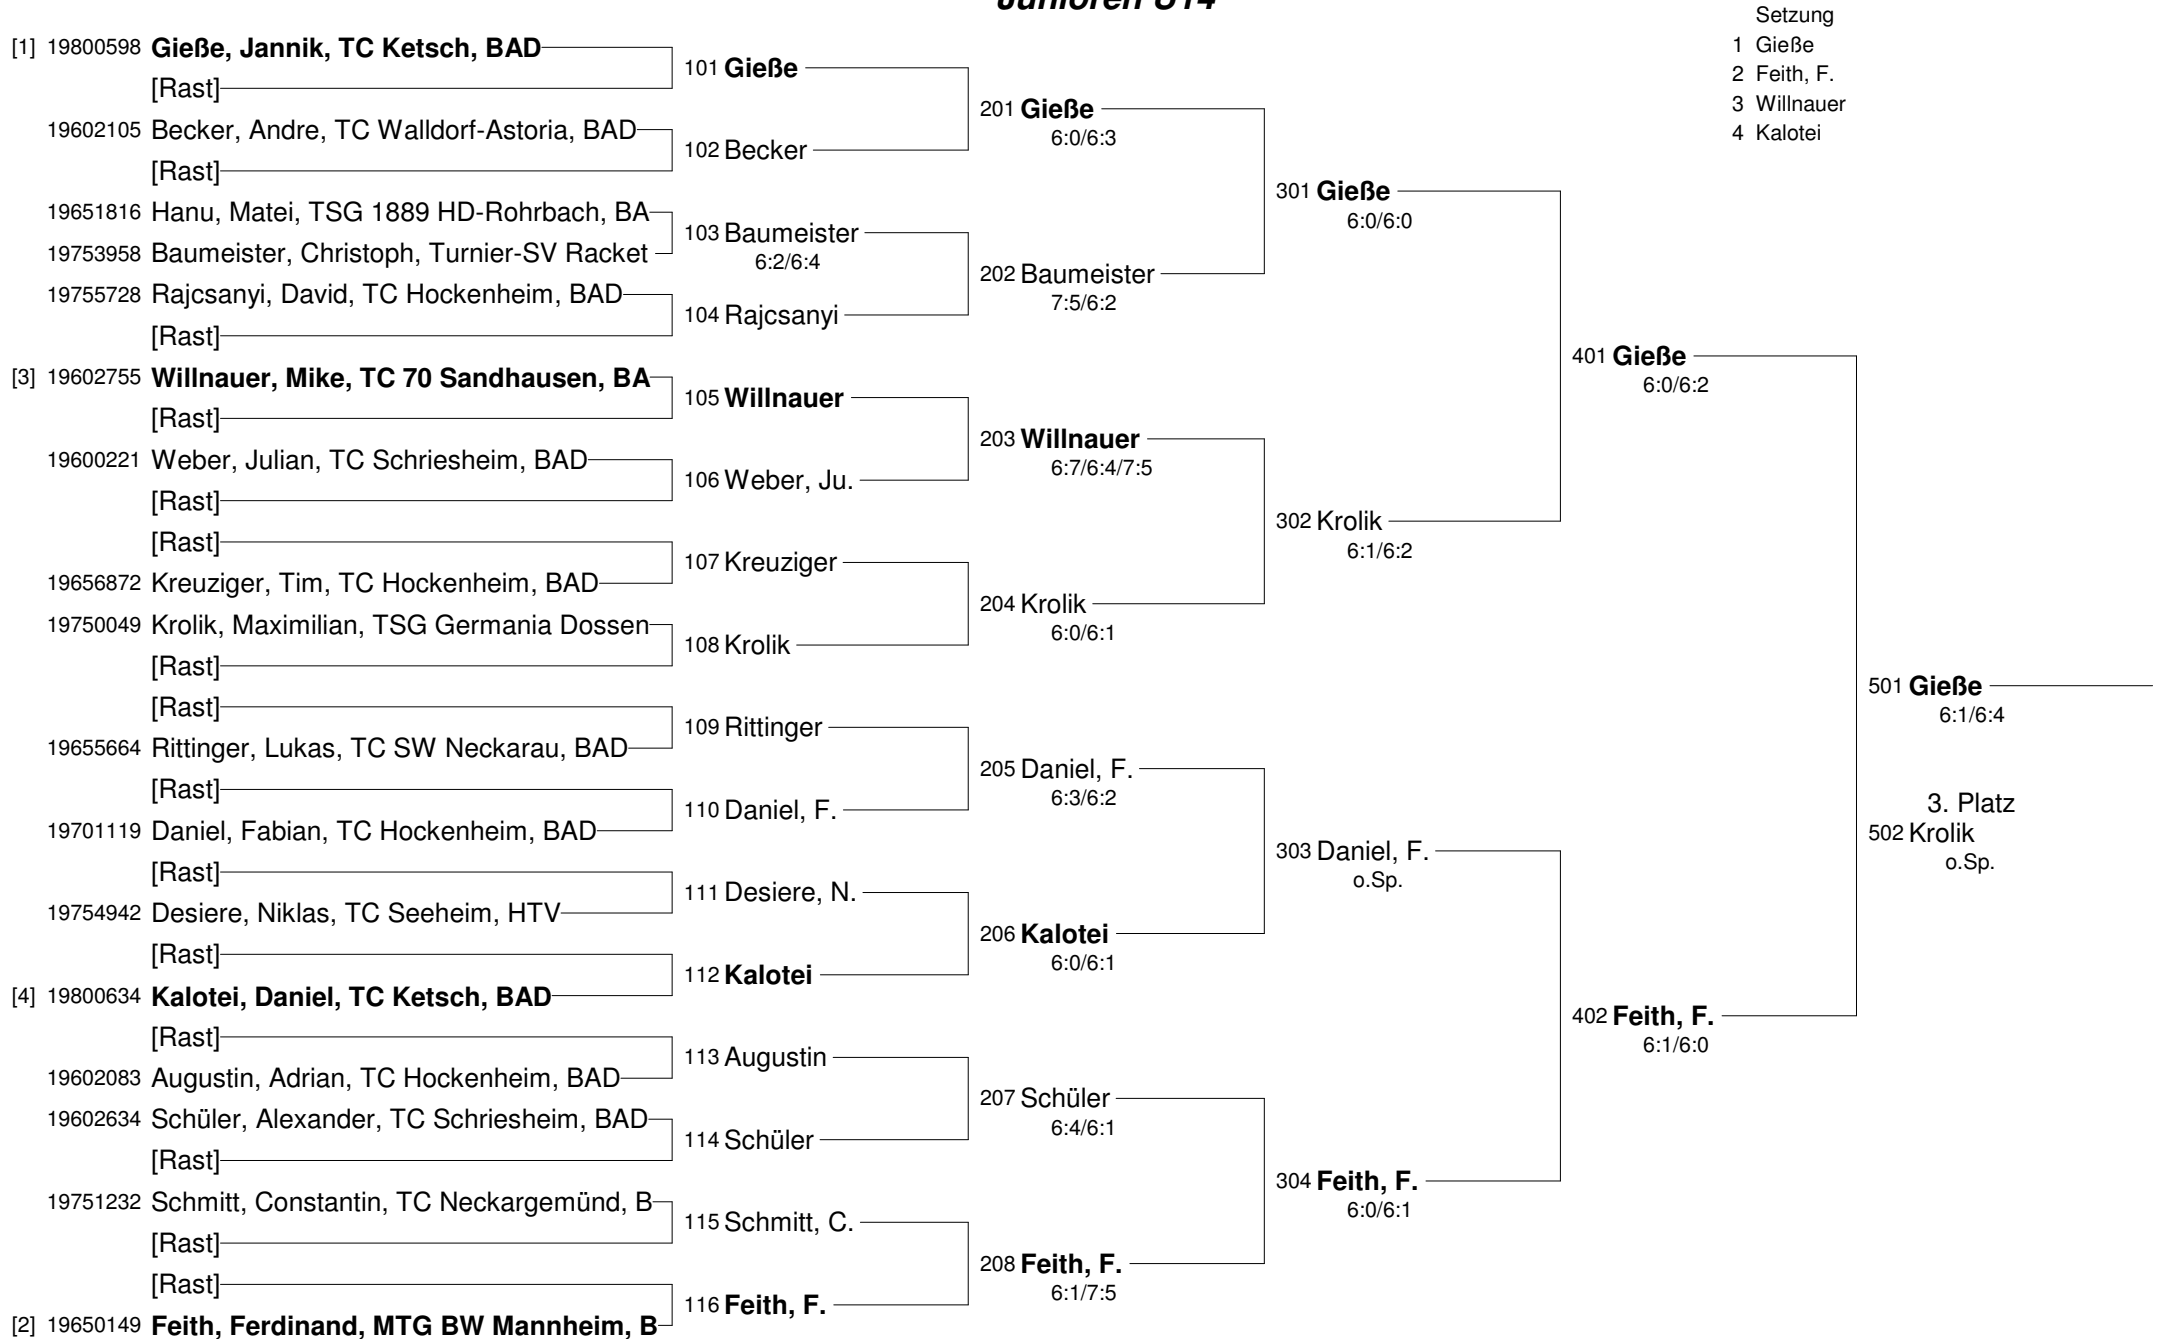 Junioren U14
Setzung
1 Gieße
2 Feith, F.
3 Willnauer
4 Kalotei
[1] 19800598 Gieße, Jannik, TC Ketsch, BAD
[Rast]
19602105 Becker, Andre, TC Walldorf-Astoria, BAD
[Rast]
19651816 Hanu, Matei, TSG 1889 HD-Rohrbach, BA
19753958 Baumeister, Christoph, Turnier-SV Racket
19755728 Rajcsanyi, David, TC Hockenheim, BAD
[Rast]
[3] 19602755 Willnauer, Mike, TC 70 Sandhausen, BA
[Rast]
19600221 Weber, Julian, TC Schriesheim, BAD
[Rast]
[Rast]
19656872 Kreuziger, Tim, TC Hockenheim, BAD
19750049 Krolik, Maximilian, TSG Germania Dossen
[Rast]
[Rast]
19655664 Rittinger, Lukas, TC SW Neckarau, BAD
[Rast]
19701119 Daniel, Fabian, TC Hockenheim, BAD
[Rast]
19754942 Desiere, Niklas, TC Seeheim, HTV
[Rast]
[4] 19800634 Kalotei, Daniel, TC Ketsch, BAD
[Rast]
19602083 Augustin, Adrian, TC Hockenheim, BAD
19602634 Schüler, Alexander, TC Schriesheim, BAD
[Rast]
19751232 Schmitt, Constantin, TC Neckargemünd, B
[Rast]
[Rast]
[2] 19650149 Feith, Ferdinand, MTG BW Mannheim, B
101 Gieße
102 Becker
103 Baumeister
6:2/6:4
104 Rajcsanyi
105 Willnauer
106 Weber, Ju.
107 Kreuziger
108 Krolik
109 Rittinger
110 Daniel, F.
111 Desiere, N.
112 Kalotei
113 Augustin
114 Schüler
115 Schmitt, C.
116 Feith, F.
201 Gieße
6:0/6:3
202 Baumeister
7:5/6:2
203 Willnauer
6:7/6:4/7:5
204 Krolik
6:0/6:1
205 Daniel, F.
6:3/6:2
206 Kalotei
6:0/6:1
207 Schüler
6:4/6:1
208 Feith, F.
6:1/7:5
301 Gieße
6:0/6:0
302 Krolik
6:1/6:2
303 Daniel, F.
o.Sp.
304 Feith, F.
6:0/6:1
401 Gieße
6:0/6:2
402 Feith, F.
6:1/6:0
501 Gieße
6:1/6:4
3. Platz
502 Krolik
o.Sp.